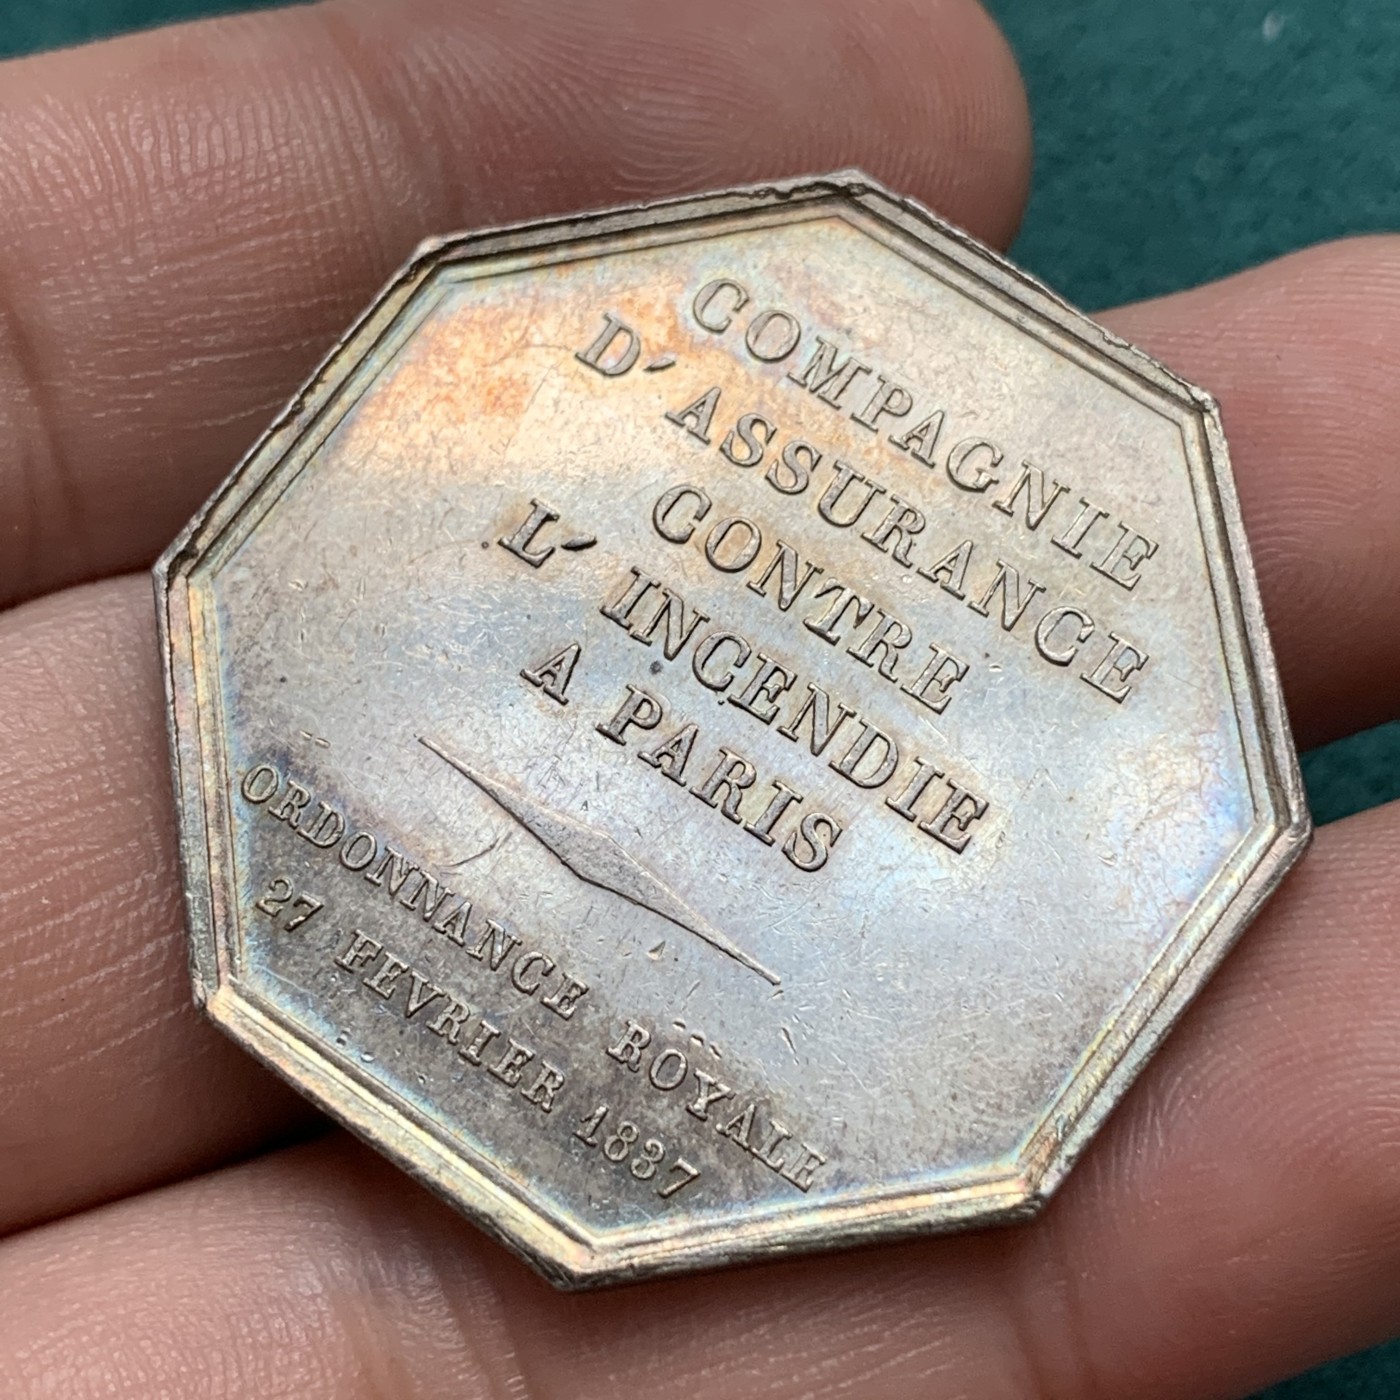 COMPAGNIE
D'ASSURANCE
CONTRE
L'INCENDIE
A PARIS
ORDONNANCE ROYALE
27 FEVRIER 1837